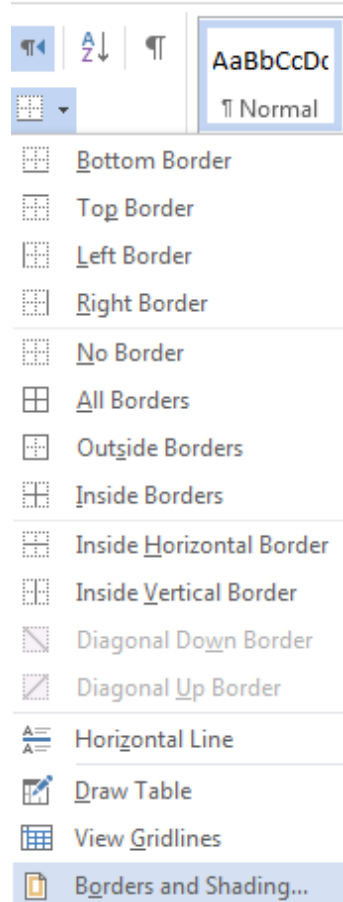 AaBbCcDc
¶ Normal
Bottom Border
Top Border
Left Border
Right Border
No Border
All Borders
Outside Borders
Inside Borders
Inside Horizontal Border
Inside Vertical Border
Diagonal Down Border
Diagonal Up Border
Horizontal Line
Draw Table
View Gridlines
Borders and Shading...